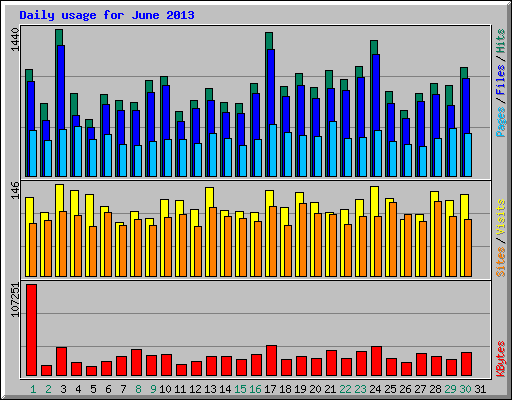 Daily usage for June 2013
1440
Pages / Files / Hits
146
Sites / Visits
107251
KBytes
1 2 3 4 5 6 7 8 9 10 11 12 13 14 15 16 17 18 19 20 21 22 23 24 25 26 27 28 29 30 31